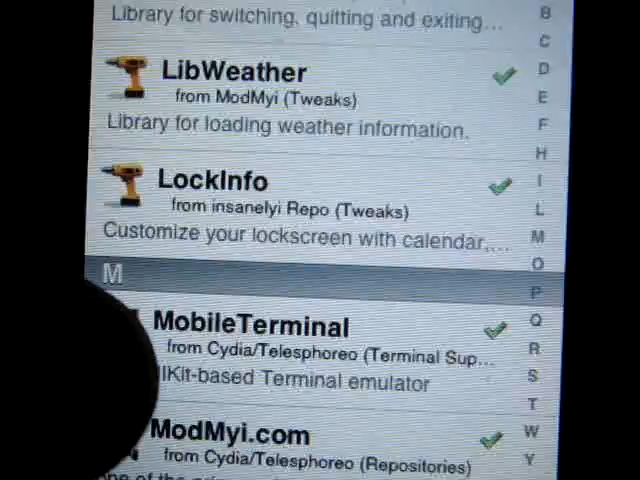 Library for switching, quitting and exiting...
LibWeather
from ModMyi (Tweaks)
Library for loading weather information.
LockInfo
from insanelyi Repo (Tweaks)
Customize your lockscreen with calendar,...
M
MobileTerminal
from Cydia/Telesphoreo (Terminal Sup...
IKit-based Terminal emulator
ModMyi.com
from Cydia/Telesphoreo (Repositories)
B
C
D
E
F
H
I
L
M
O
P
Q
R
S
T
W
Y